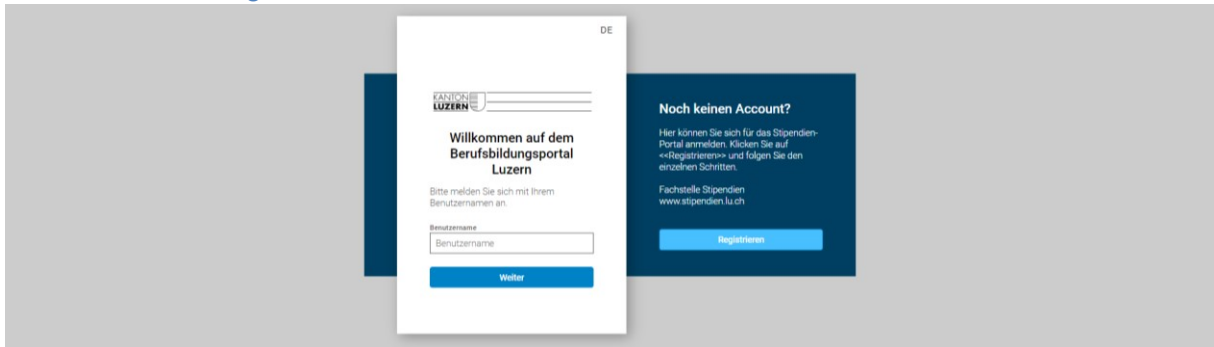 DE
KANTON
LUZERN
Willkommen auf dem
Berufsbildungsportal
Luzern
Bitte melden Sie sich mit Ihrem
Benutzernamen an.
Benutzername
Benutzername
Weiter
Noch keinen Account?
Hier können Sie sich für das Stipendien-
Portal anmelden. Klicken Sie auf
<<Registrieren>> und folgen Sie den
einzelnen Schritten.
Fachstelle Stipendien
www.stipendien.lu.ch
Registrieren